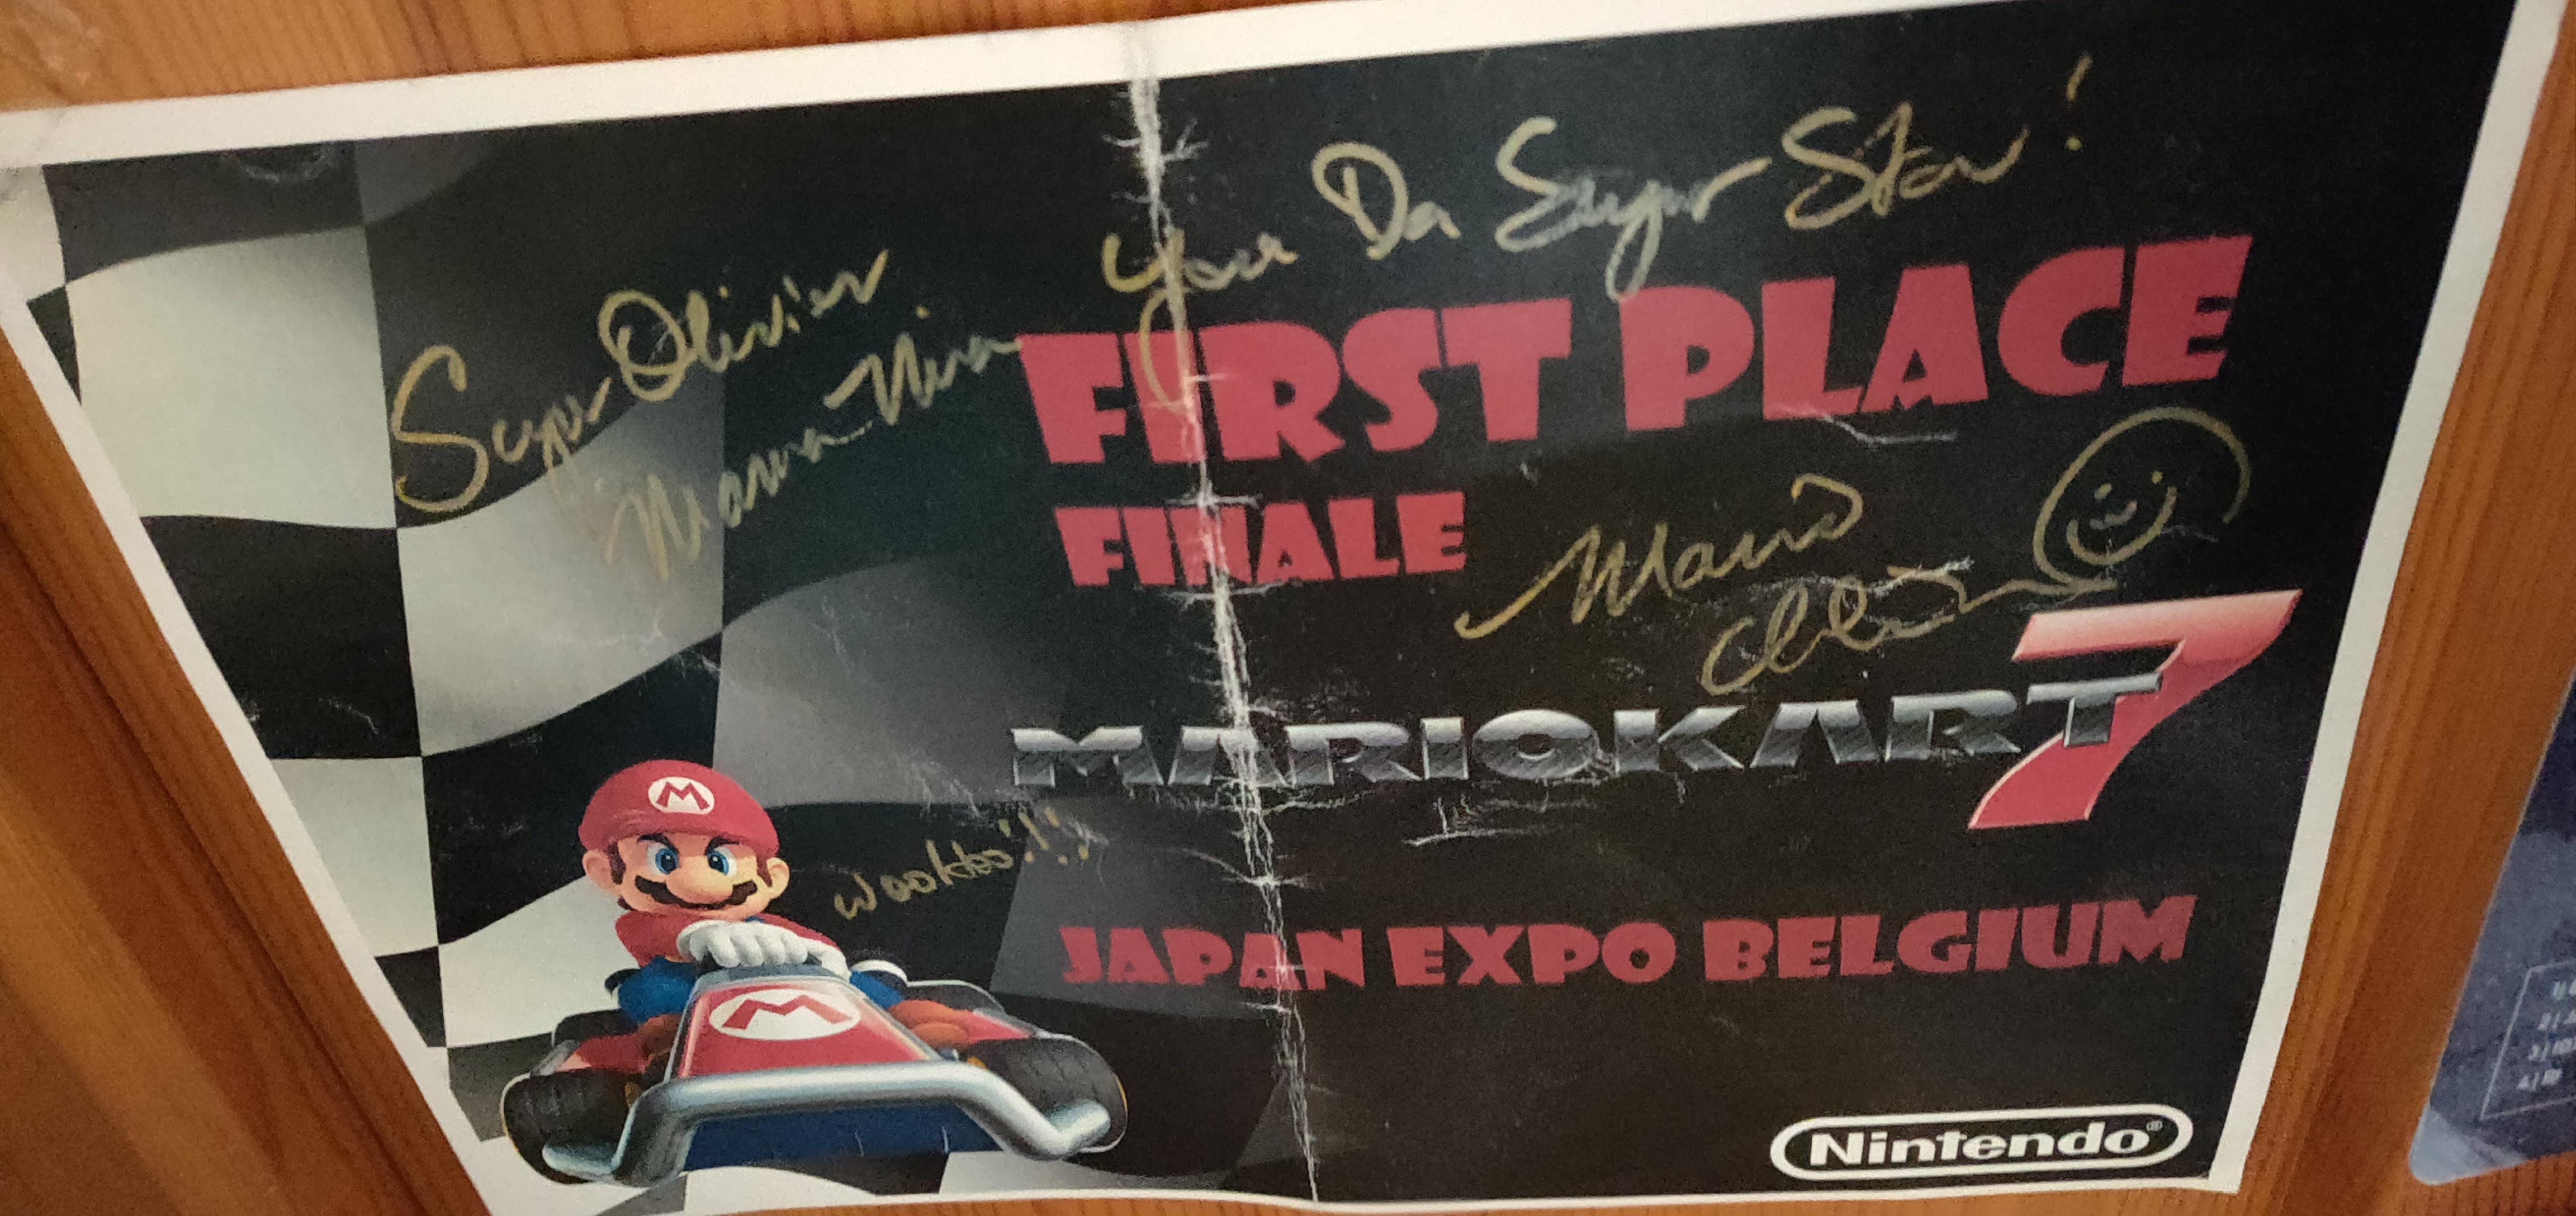 You Da Super Star!
Super Olivier
Mamma Mia
FIRST PLACE
FINALE
Mario
MARIOKART 7
Woohoo!!!
JAPAN EXPO BELGIUM
Nintendo®